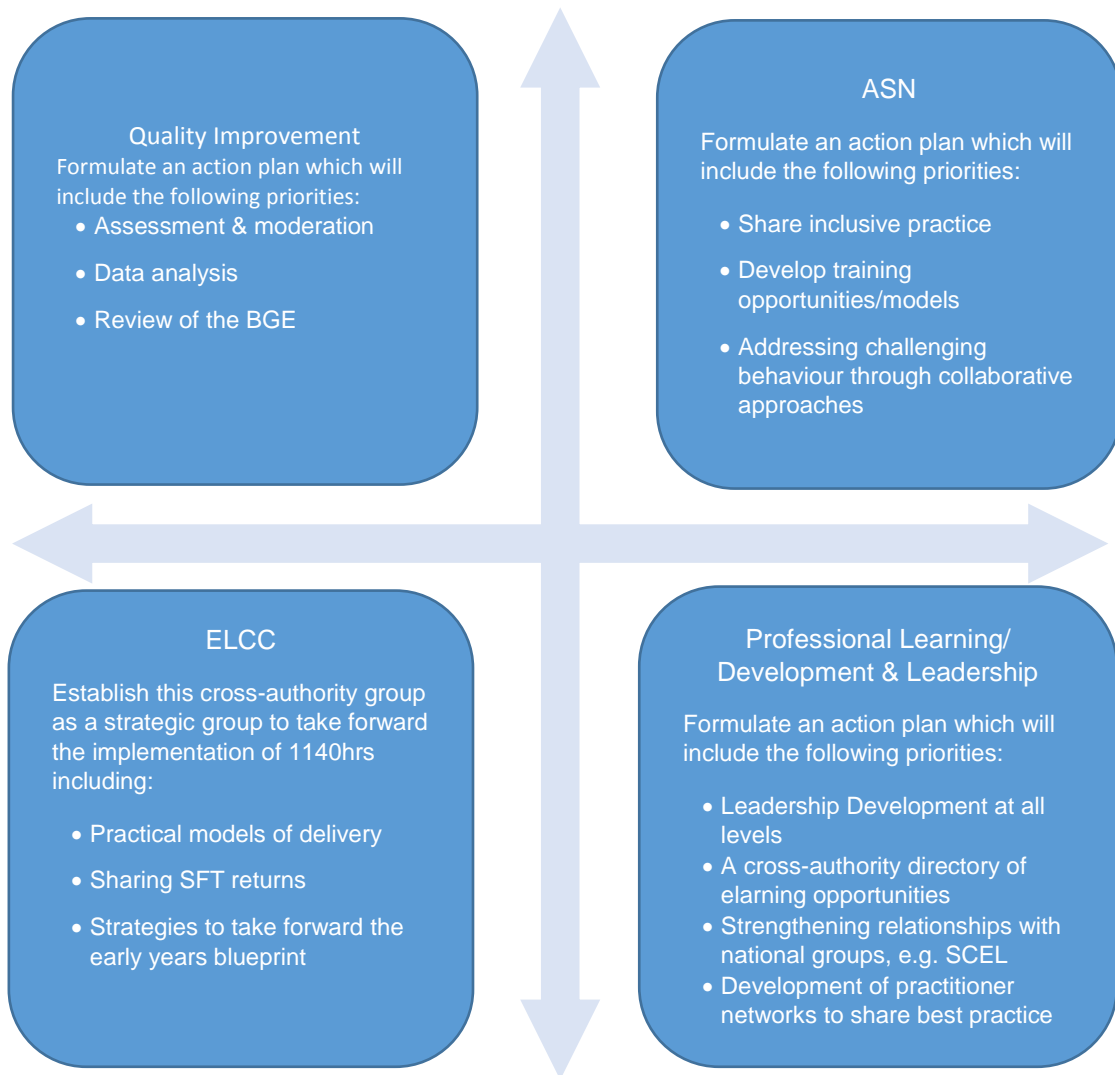 Quality Improvement
Formulate an action plan which will
include the following priorities:
• Assessment & moderation
• Data analysis
• Review of the BGE
ASN
Formulate an action plan which will
include the following priorities:
• Share inclusive practice
• Develop training
opportunities/models
• Addressing challenging
behaviour through collaborative
approaches
ELCC
Establish this cross-authority group
as a strategic group to take forward
the implementation of 1140hrs
including:
• Practical models of delivery
• Sharing SFT returns
• Strategies to take forward the
early years blueprint
Professional Learning/
Development & Leadership
Formulate an action plan which will
include the following priorities:
• Leadership Development at all
levels
• A cross-authority directory of
elearning opportunities
• Strengthening relationships with
national groups, e.g. SCEL
• Development of practitioner
networks to share best practice